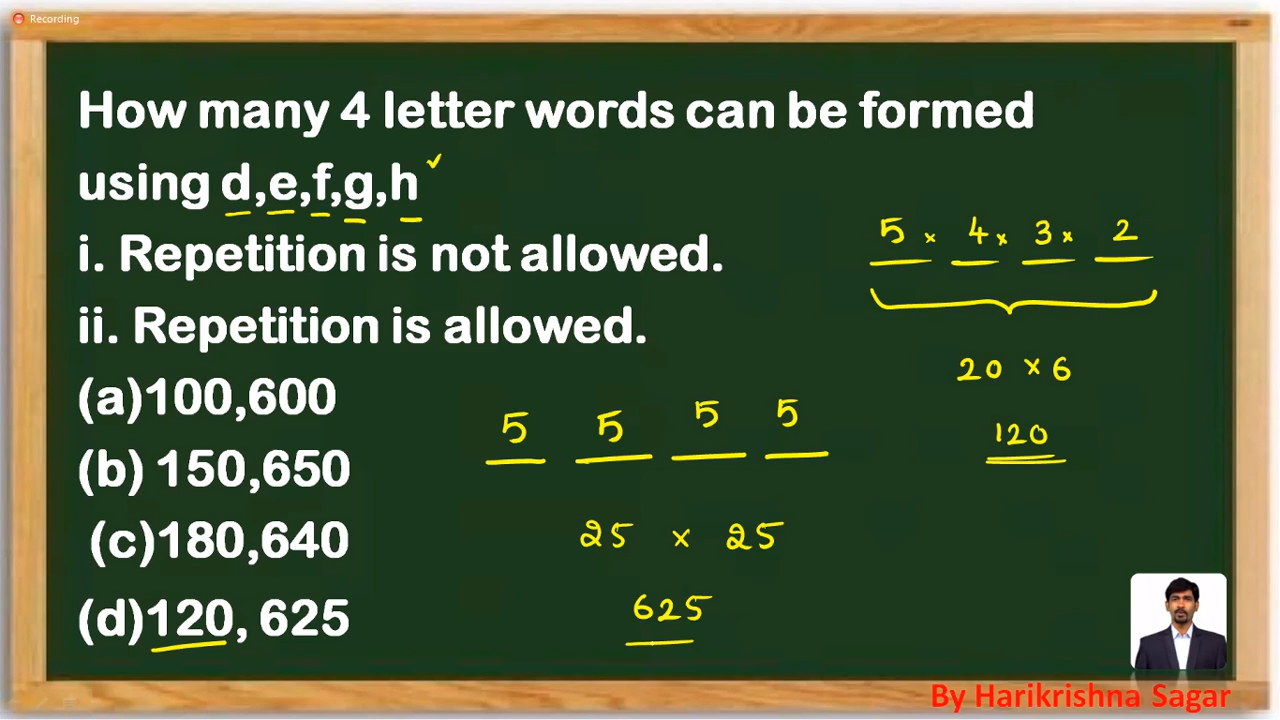 Recording
How many 4 letter words can be formed
using d,e,f,g,h
i. Repetition is not allowed.
ii. Repetition is allowed.
(a)100,600
(b) 150,650
(c)180,640
(d)120, 625
5 × 4 × 3 × 2
20 × 6
120
5 5 5 5
25 × 25
625
By Harikrishna Sagar